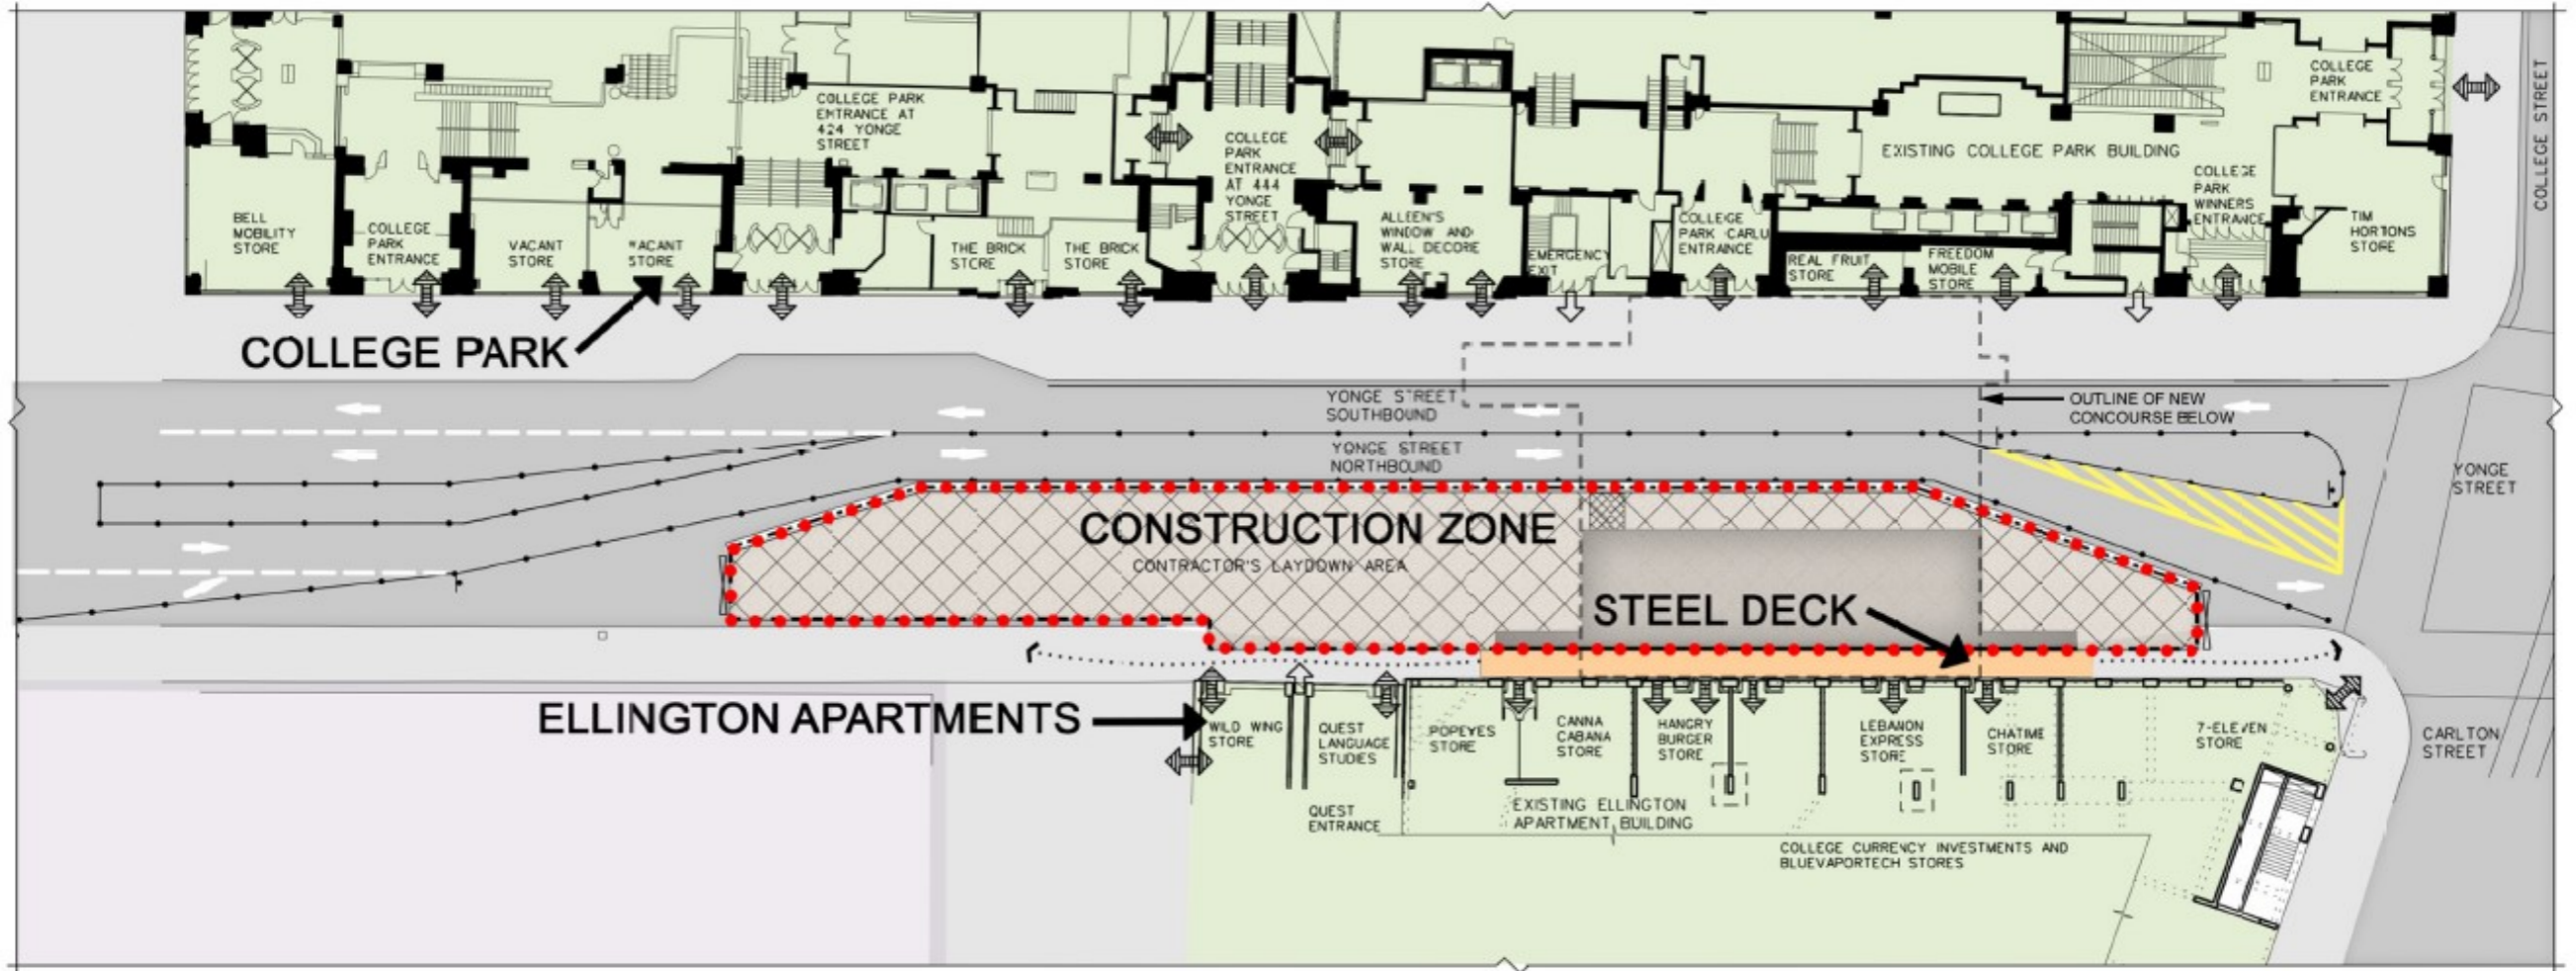 COLLEGE
PARK
ENTRANCE
COLLEGE STREET
COLLEGE PARK
ENTRANCE AT
424 YONGE
STREET
COLLEGE
PARK
ENTRANCE
AT 444
YONGE
STREET
EXISTING COLLEGE PARK BUILDING
COLLEGE
PARK
WINNERS
ENTRANCE
BELL
MOBILITY
STORE
COLLEGE
PARK
ENTRANCE
VACANT
STORE
VACANT
STORE
THE BRICK
STORE
THE BRICK
STORE
ALLEEN'S
WINDOW AND
WALL DECORE
STORE
EMERGENCY
EXIT
COLLEGE
PARK CARLU
ENTRANCE
REAL FRUIT
STORE
FREEDOM
MOBILE
STORE
TIM
HORTIONS
STORE
COLLEGE PARK
YONGE STREET
SOUTHBOUND
OUTLINE OF NEW
CONCOURSE BELOW
YONGE STREET
NORTHBOUND
YONGE
STREET
CONSTRUCTION ZONE
CONTRACTOR'S LAYDOWN AREA
STEEL DECK
ELLINGTON APARTMENTS
WILD WING
STORE
QUEST
LANGUAGE
STUDIES
POPEYES
STORE
CANNA
CABANA
STORE
HANGRY
BURGER
STORE
LEBANON
EXPRESS
STORE
CHATIME
STORE
7-ELEVEN
STORE
CARLTON
STREET
QUEST
ENTRANCE
EXISTING ELLINGTON
APARTMENT BUILDING
COLLEGE CURRENCY INVESTMENTS AND
BLUEVAPORTECH STORES